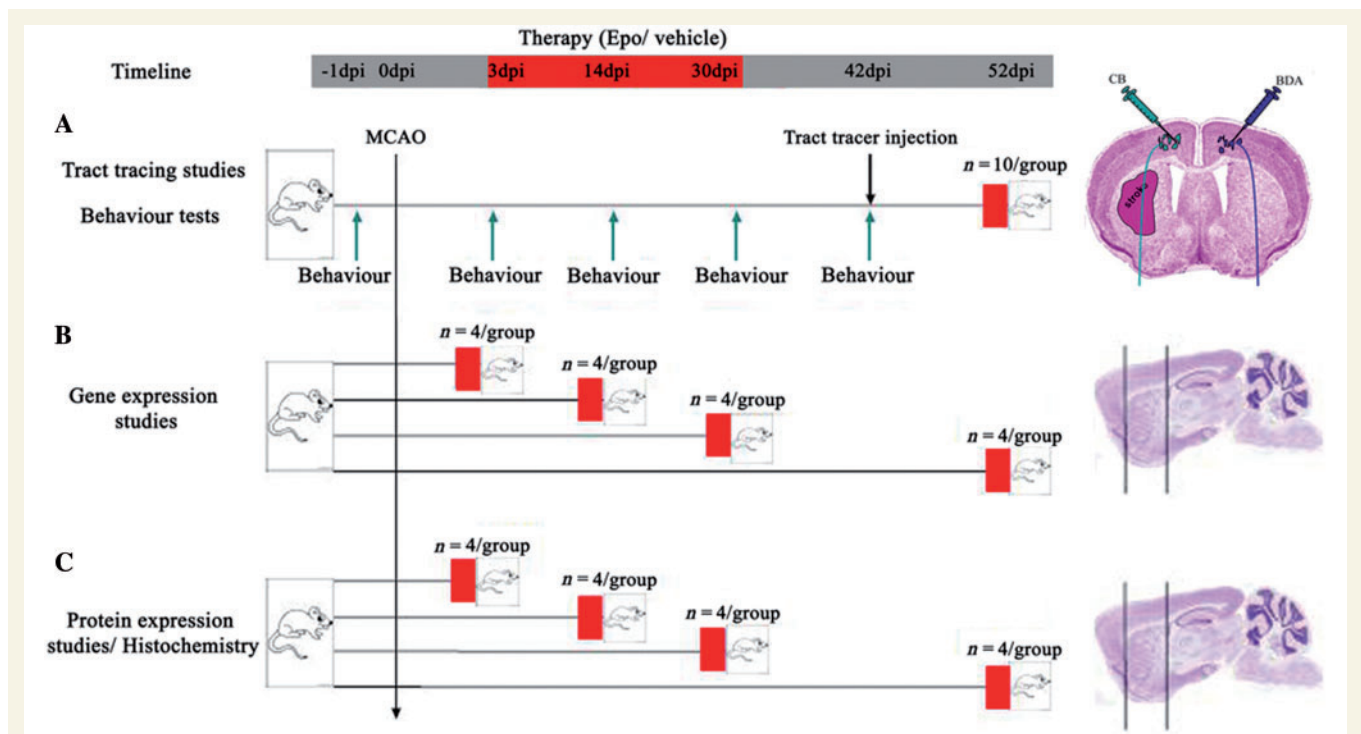 Therapy (Epo/ vehicle)
Timeline
-1dpi 0dpi 3dpi 14dpi 30dpi 42dpi 52dpi
CB
BDA
A
MCAO
Tract tracer injection
Tract tracing studies
n = 10/group
Behaviour tests
stroke
Behaviour Behaviour Behaviour Behaviour Behaviour
B
n = 4/group
n = 4/group
Gene expression
studies
n = 4/group
n = 4/group
C
n = 4/group
n = 4/group
Protein expression
studies/ Histochemistry
n = 4/group
n = 4/group